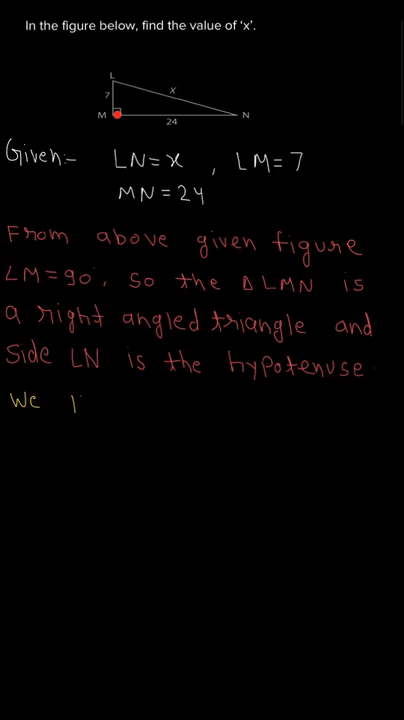 In the figure below, find the value of ‘x’.
L
7
x
M
N
24
Given:- LN = x , LM = 7
MN = 24
From above given figure
∠M = 90°, so the Δ LMN is
a right angled triangle and
Side LN is the hypotenuse.
We